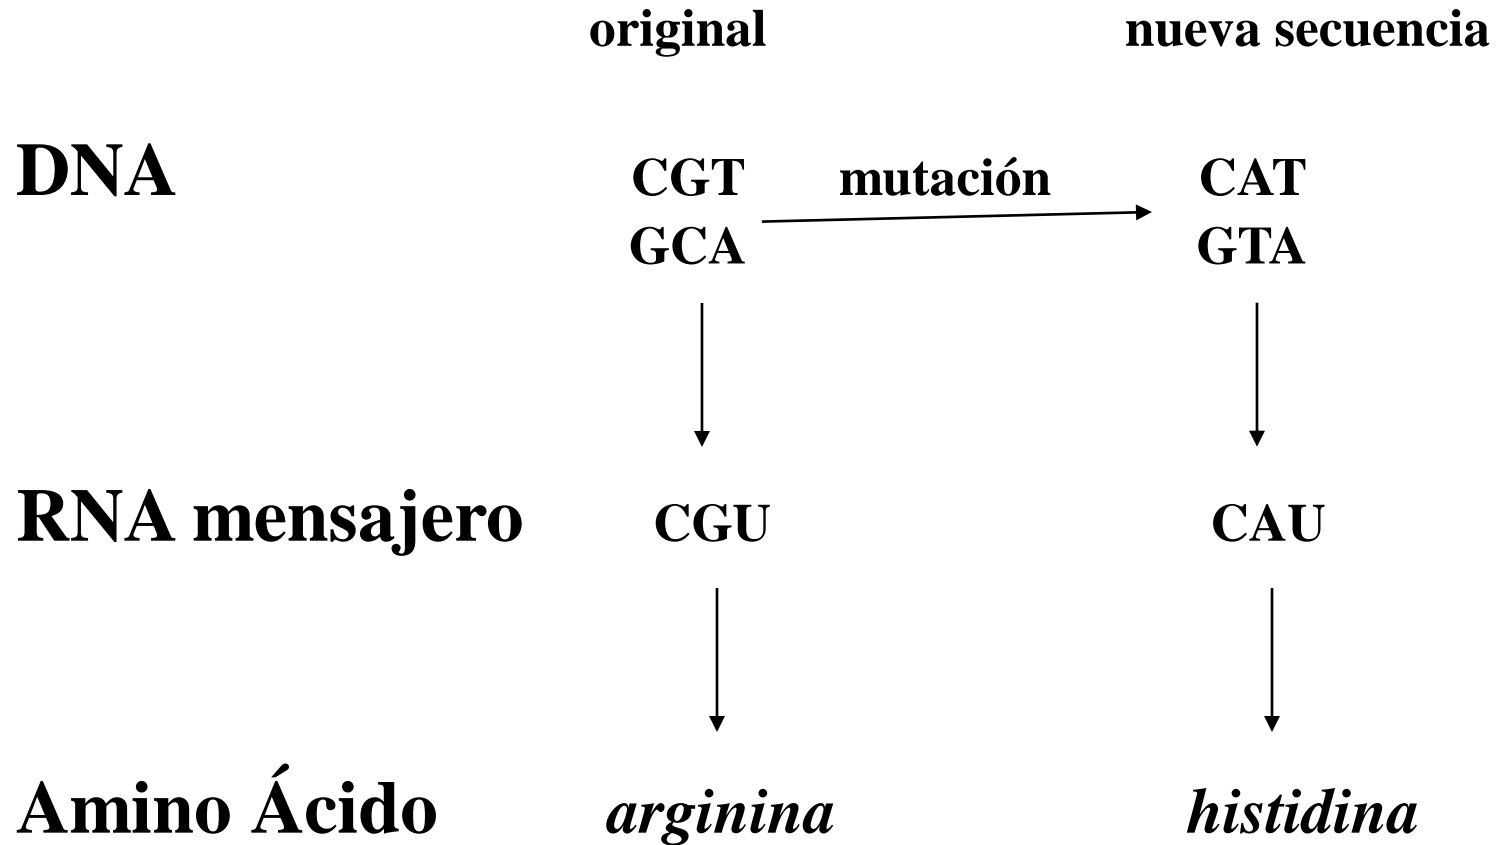 original nueva secuencia
DNA CGT mutación CAT
GCA GTA
RNA mensajero CGU CAU
Amino Ácido arginina histidina